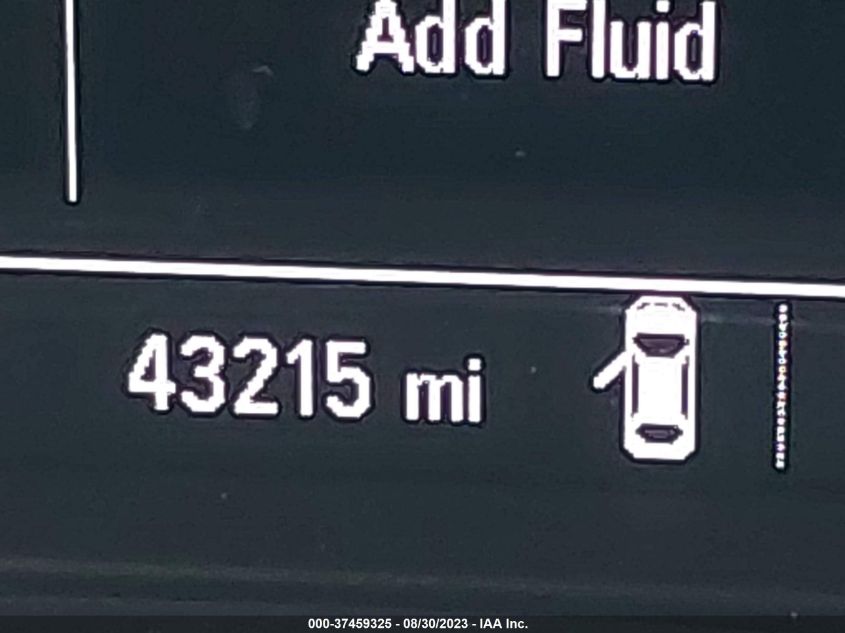 Add Fluid
43215 mi
000-37459325 - 08/30/2023 - IAA Inc.